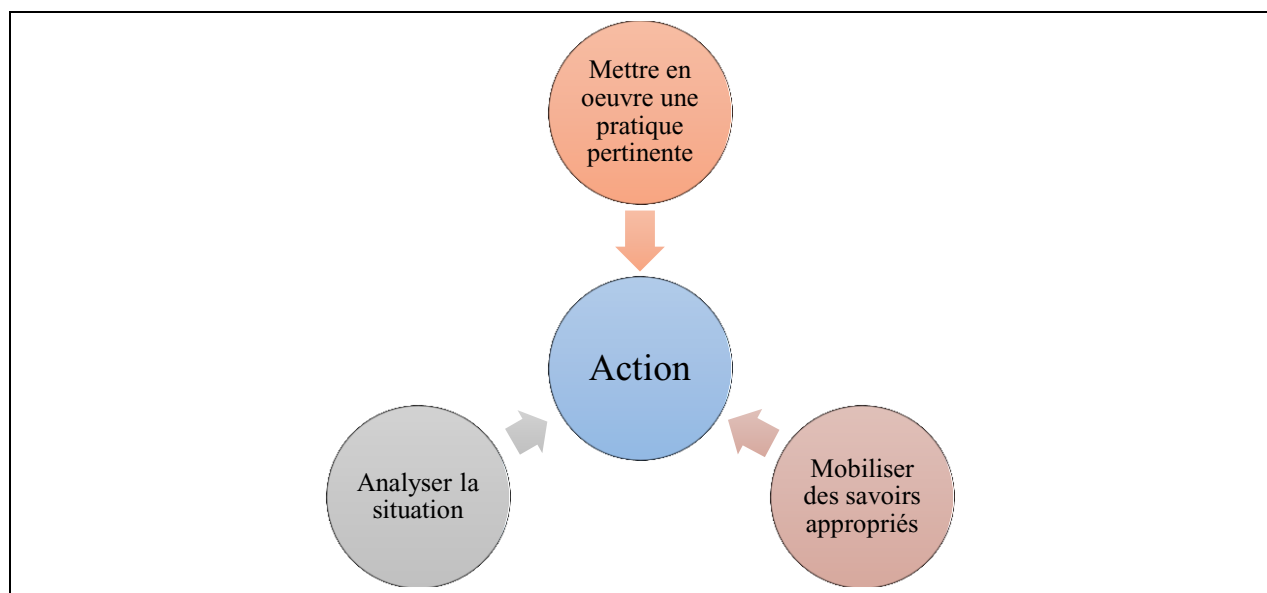 Mettre en
oeuvre une
pratique
pertinente
Action
Analyser la
situation
Mobiliser
des savoirs
appropriés